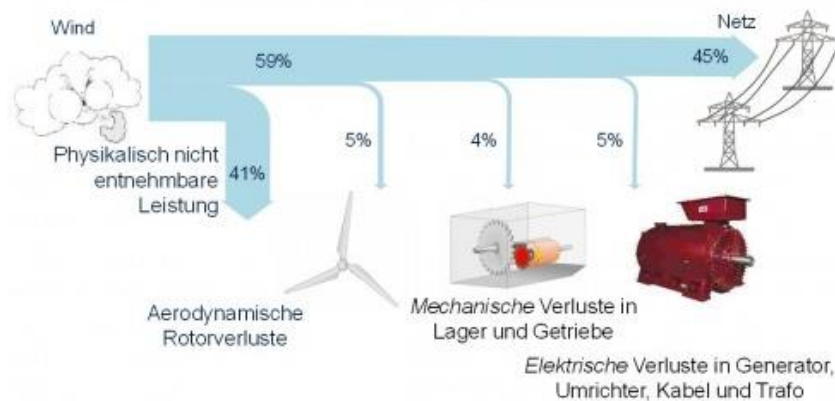 Wind
Netz
59%
45%
Physikalisch nicht
entnehmbare
Leistung
41%
5%
4%
5%
Aerodynamische
Rotorverluste
Mechanische Verluste in
Lager und Getriebe
Elektrische Verluste in Generator,
Umrichter, Kabel und Trafo